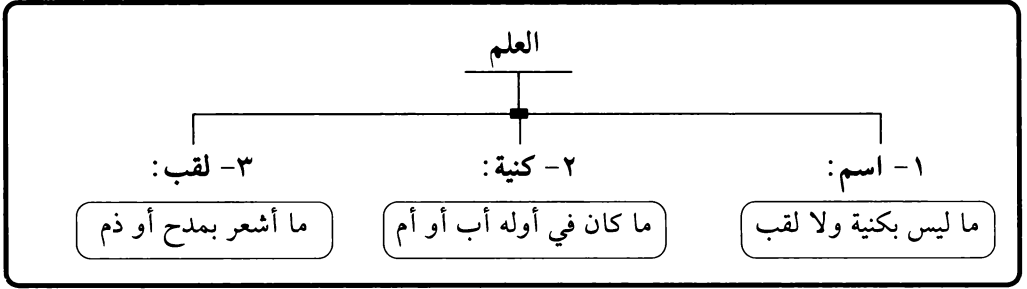 العلم
١- اسم:
٢- كنية:
٣- لقب:
ما ليس بكنية ولا لقب
ما كان في أوله أب أو أم
ما أشعر بمدح أو ذم